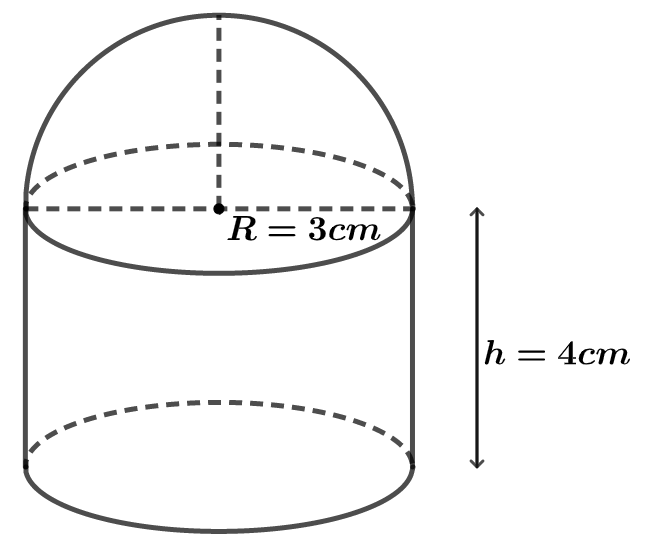 R = 3cm
h = 4cm